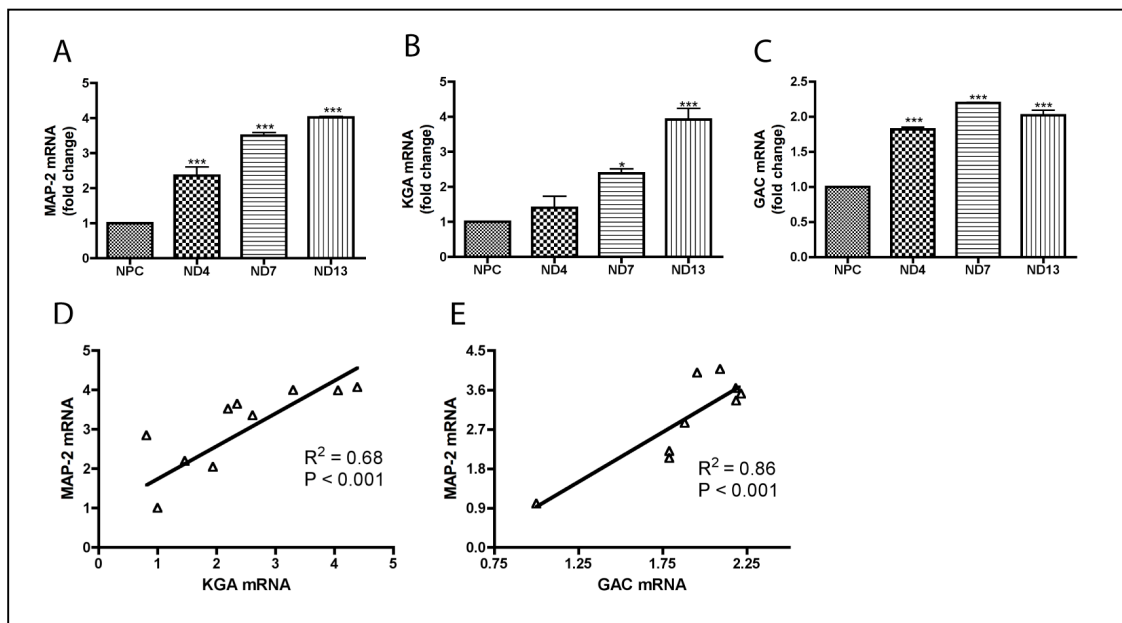 A
MAP-2 mRNA
(fold change)
5
4
3
2
1
0
***
***
***
NPC ND4 ND7 ND13
B
KGA mRNA
(fold change)
5
4
3
2
1
0
*
***
NPC ND4 ND7 ND13
C
GAC mRNA
(fold change)
2.5
2.0
1.5
1.0
0.5
0.0
***
***
***
NPC ND4 ND7 ND13
D
MAP-2 mRNA
5
4
3
2
1
0
R² = 0.68
P < 0.001
0 1 2 3 4 5
KGA mRNA
E
MAP-2 mRNA
4.5
3.6
2.7
1.8
0.9
0.0
R² = 0.86
P < 0.001
0.75 1.25 1.75 2.25
GAC mRNA